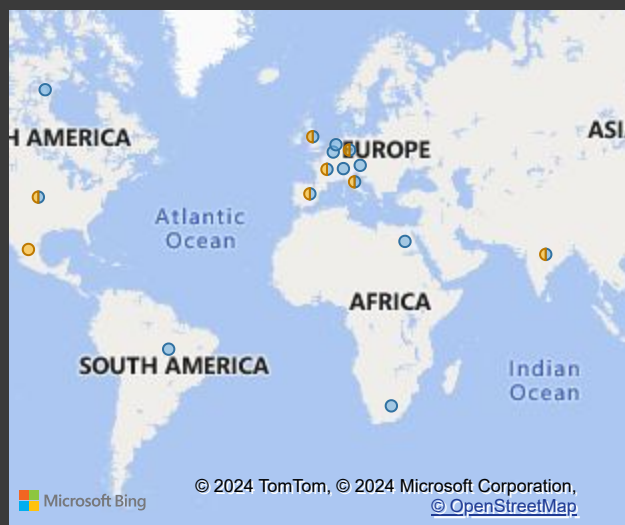 H AMERICA
EUROPE
ASI
Atlantic
Ocean
AFRICA
SOUTH AMERICA
Indian
Ocean
© 2024 TomTom, © 2024 Microsoft Corporation,
Microsoft Bing
© OpenStreetMap